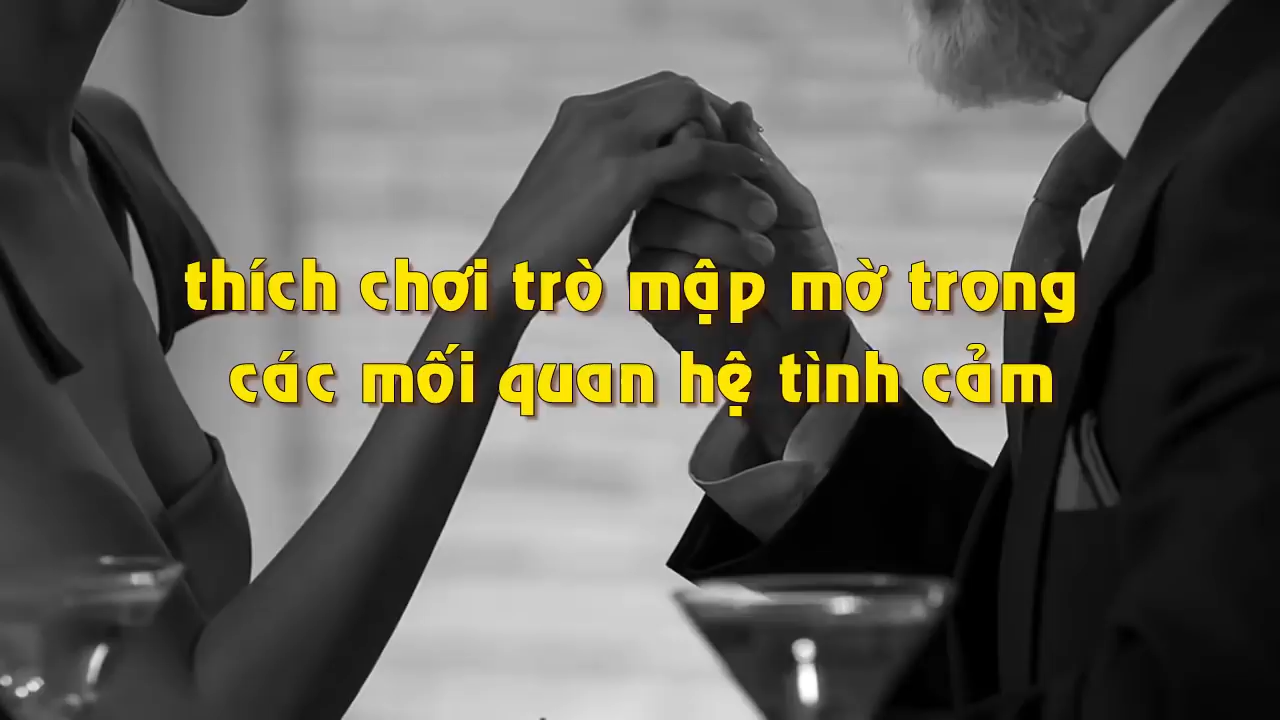 thích chơi trò mập mờ trong
các mối quan hệ tình cảm